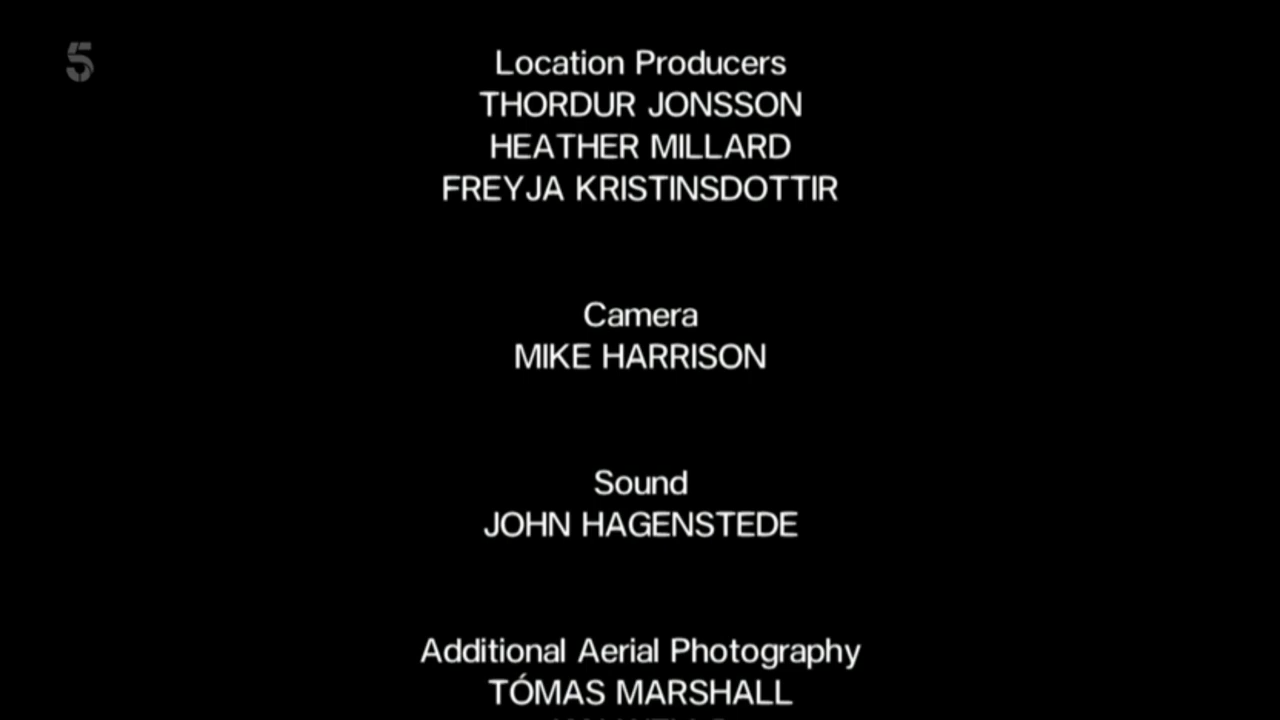 5
Location Producers
THORDUR JONSSON
HEATHER MILLARD
FREYJA KRISTINSDOTTIR
Camera
MIKE HARRISON
Sound
JOHN HAGENSTEDE
Additional Aerial Photography
TÓMAS MARSHALL